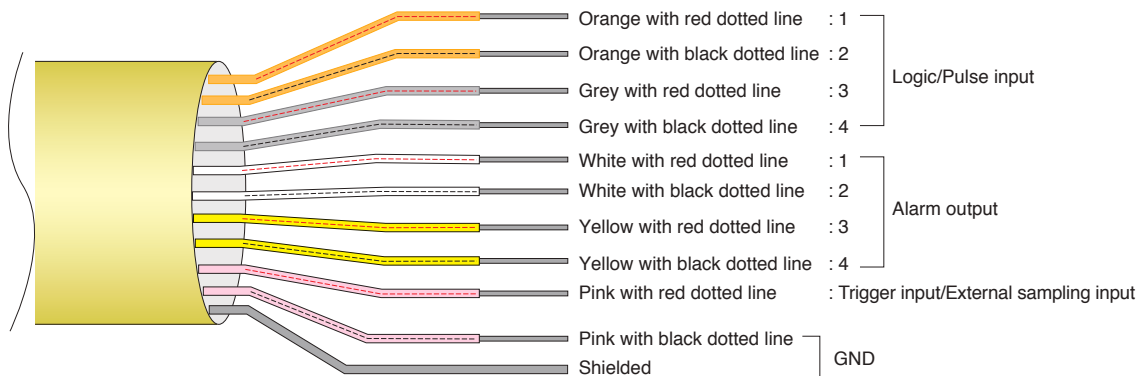 Orange with red dotted line : 1
Orange with black dotted line : 2
Logic/Pulse input
Grey with red dotted line : 3
Grey with black dotted line : 4
White with red dotted line : 1
White with black dotted line : 2
Alarm output
Yellow with red dotted line : 3
Yellow with black dotted line : 4
Pink with red dotted line : Trigger input/External sampling input
Pink with black dotted line
GND
Shielded